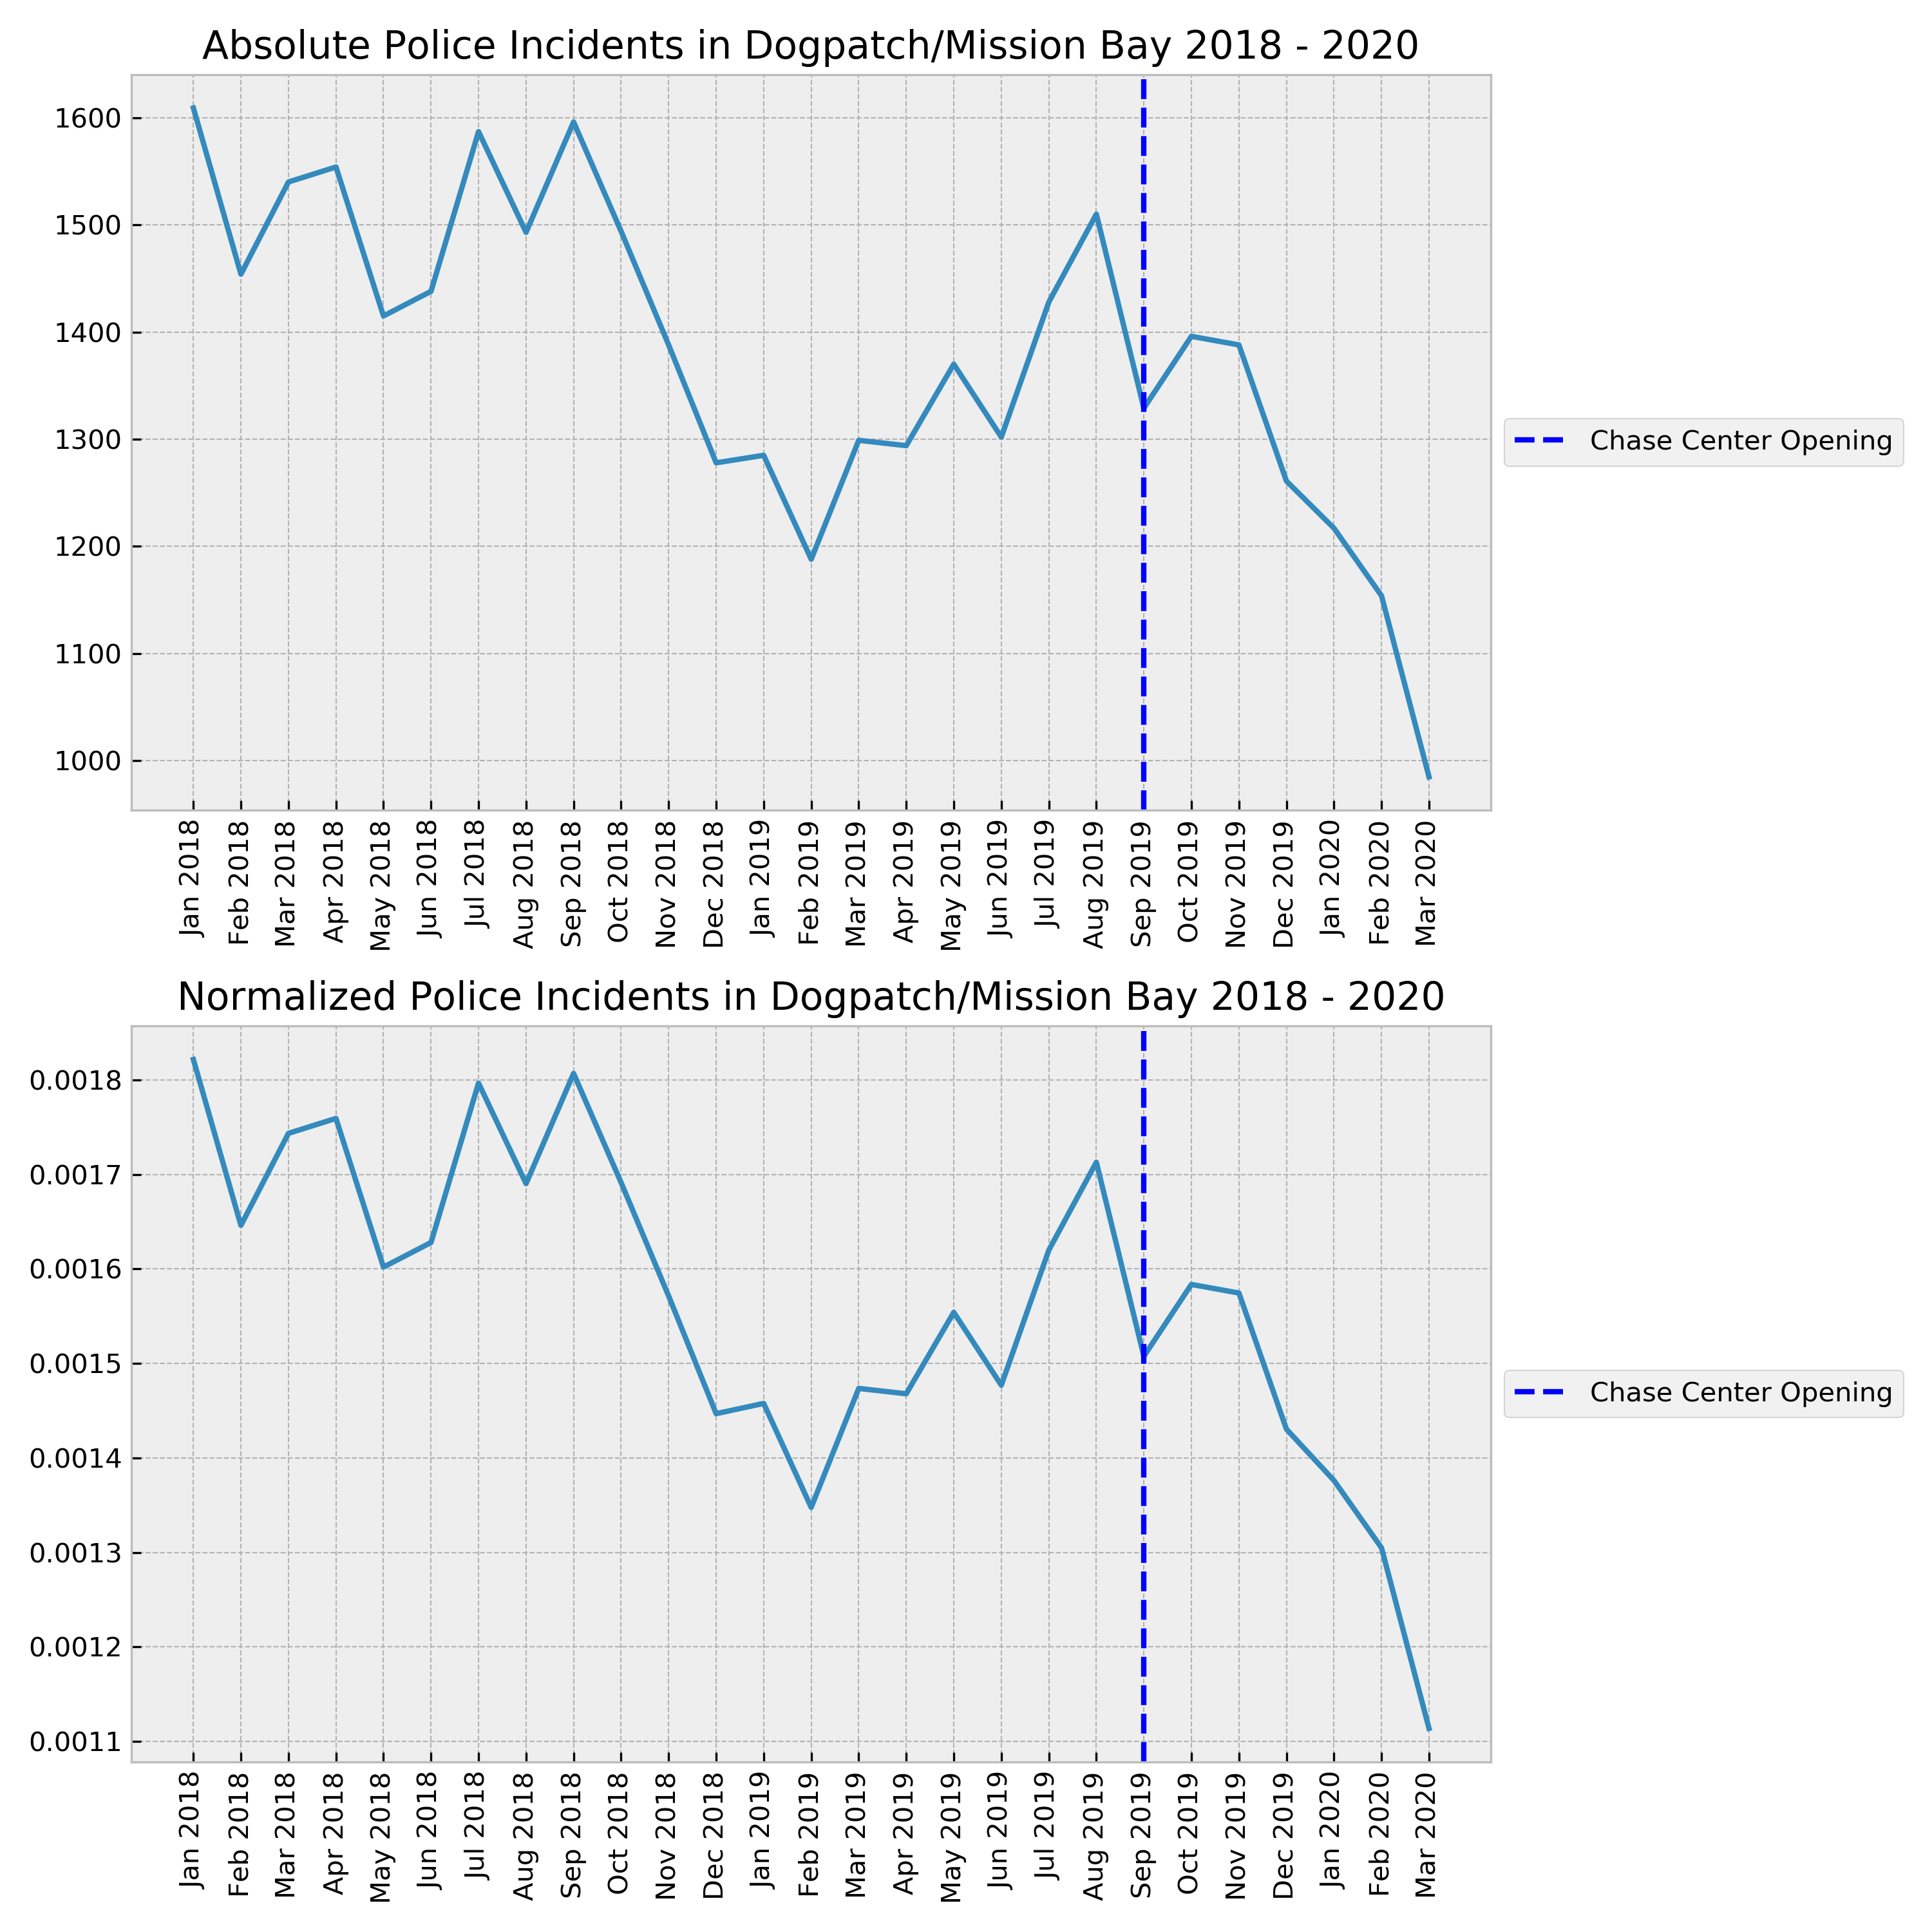 Absolute Police Incidents in Dogpatch/Mission Bay 2018 - 2020
1600
1500
1400
1300
1200
1100
1000
Jan 2018
Feb 2018
Mar 2018
Apr 2018
May 2018
Jun 2018
Jul 2018
Aug 2018
Sep 2018
Oct 2018
Nov 2018
Dec 2018
Jan 2019
Feb 2019
Mar 2019
Apr 2019
May 2019
Jun 2019
Jul 2019
Aug 2019
Sep 2019
Oct 2019
Nov 2019
Dec 2019
Jan 2020
Feb 2020
Mar 2020
Chase Center Opening
Normalized Police Incidents in Dogpatch/Mission Bay 2018 - 2020
0.0018
0.0017
0.0016
0.0015
0.0014
0.0013
0.0012
0.0011
Jan 2018
Feb 2018
Mar 2018
Apr 2018
May 2018
Jun 2018
Jul 2018
Aug 2018
Sep 2018
Oct 2018
Nov 2018
Dec 2018
Jan 2019
Feb 2019
Mar 2019
Apr 2019
May 2019
Jun 2019
Jul 2019
Aug 2019
Sep 2019
Oct 2019
Nov 2019
Dec 2019
Jan 2020
Feb 2020
Mar 2020
Chase Center Opening